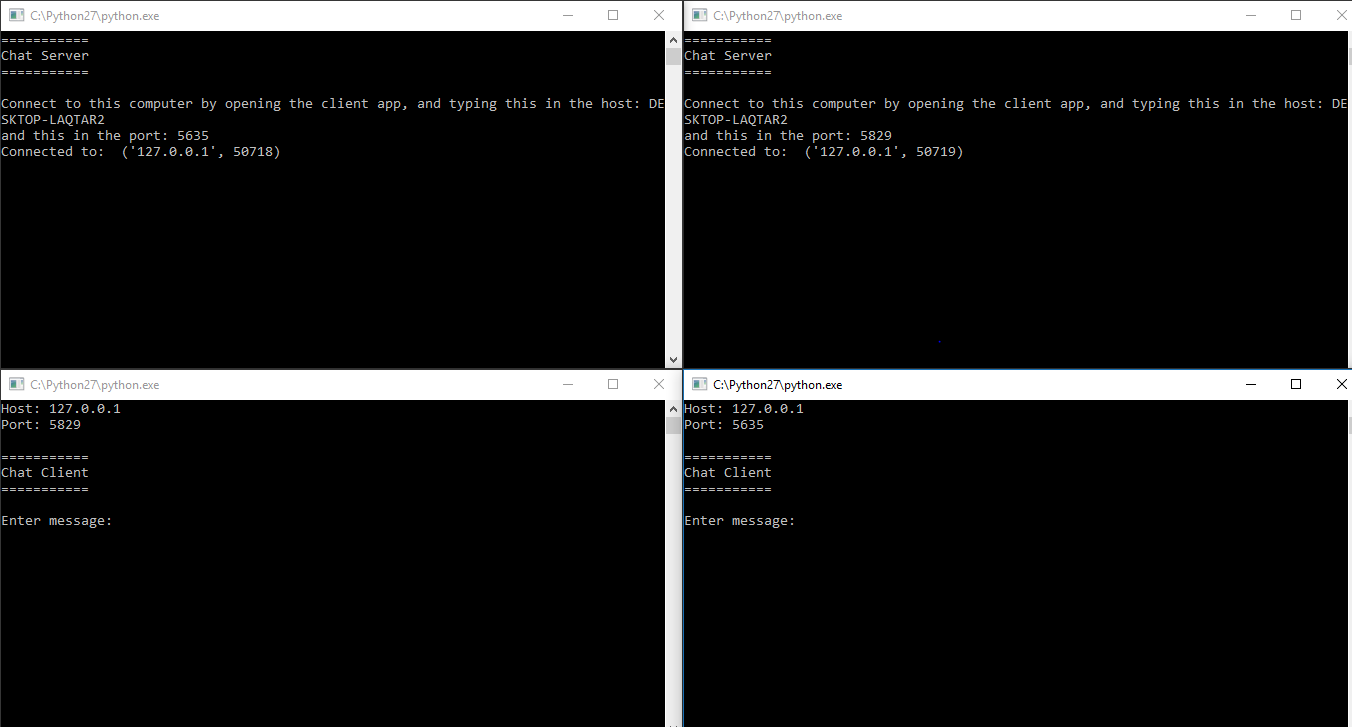 C:\Python27\python.exe
===========
Chat Server
===========
Connect to this computer by opening the client app, and typing this in the host: DE
SKTOP-LAQTAR2
and this in the port: 5635
Connected to:  ('127.0.0.1', 50718)
C:\Python27\python.exe
===========
Chat Server
===========
Connect to this computer by opening the client app, and typing this in the host: DE
SKTOP-LAQTAR2
and this in the port: 5829
Connected to:  ('127.0.0.1', 50719)
C:\Python27\python.exe
Host: 127.0.0.1
Port: 5829
===========
Chat Client
===========
Enter message:
C:\Python27\python.exe
Host: 127.0.0.1
Port: 5635
===========
Chat Client
===========
Enter message: